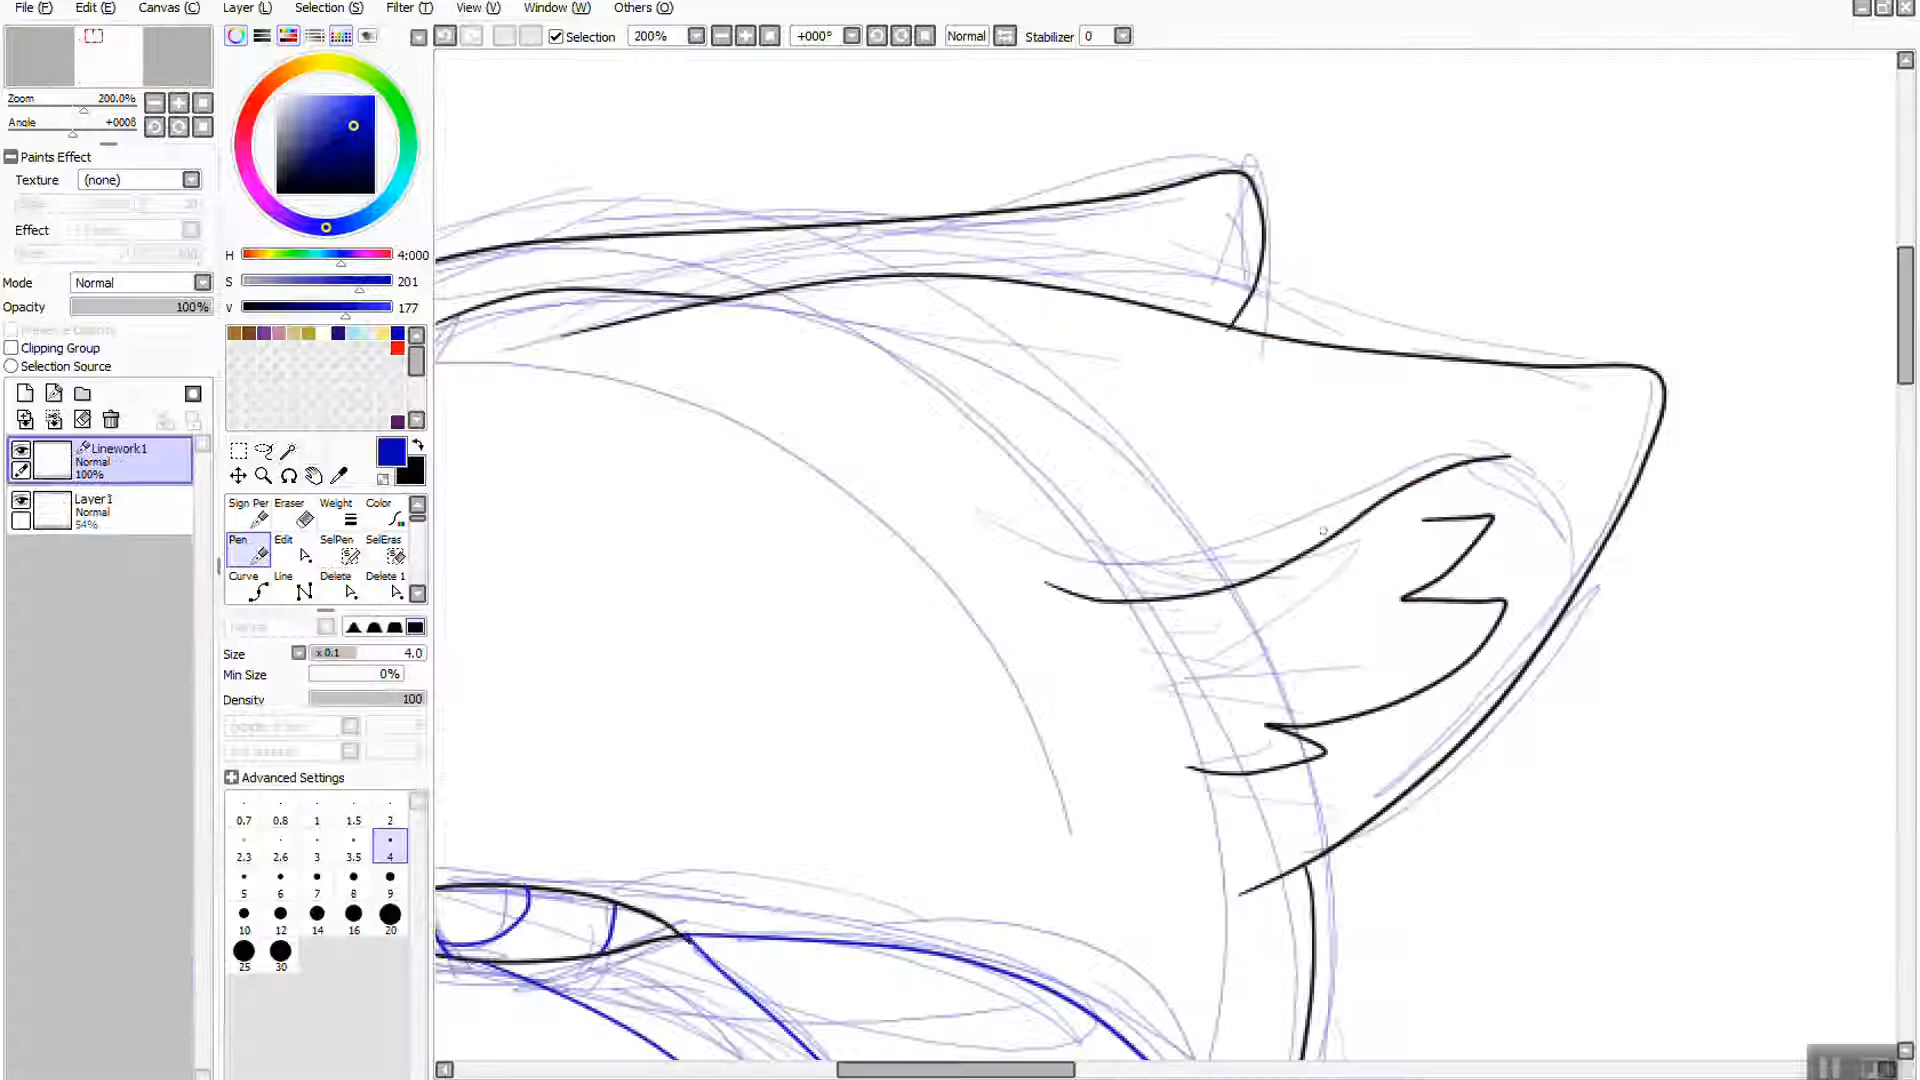 File (F) Edit (E) Canvas (C) Layer (L) Selection (S) Filter (T) View (V) Window (W) Others (O)
Selection 200% +000° Normal Stabilizer 0
Zoom 200.0%
Angle +0008
Paints Effect
Texture (none)
Effect
Mode Normal
Opacity 100%
Preserve Opacity
Clipping Group
Selection Source
Linework1
Normal
100%
Layer1
Normal
54%
H 4:000
S 201
V 177
Sign Per Eraser Weight Color
Pen Edit SelPen SelEras
Curve Line Delete Delete 1
Size x 0.1 4.0
Min Size 0%
Density 100
Advanced Settings
0.7 0.8 1 1.5 2
2.3 2.6 3 3.5 4
5 6 7 8 9
10 12 14 16 20
25 30